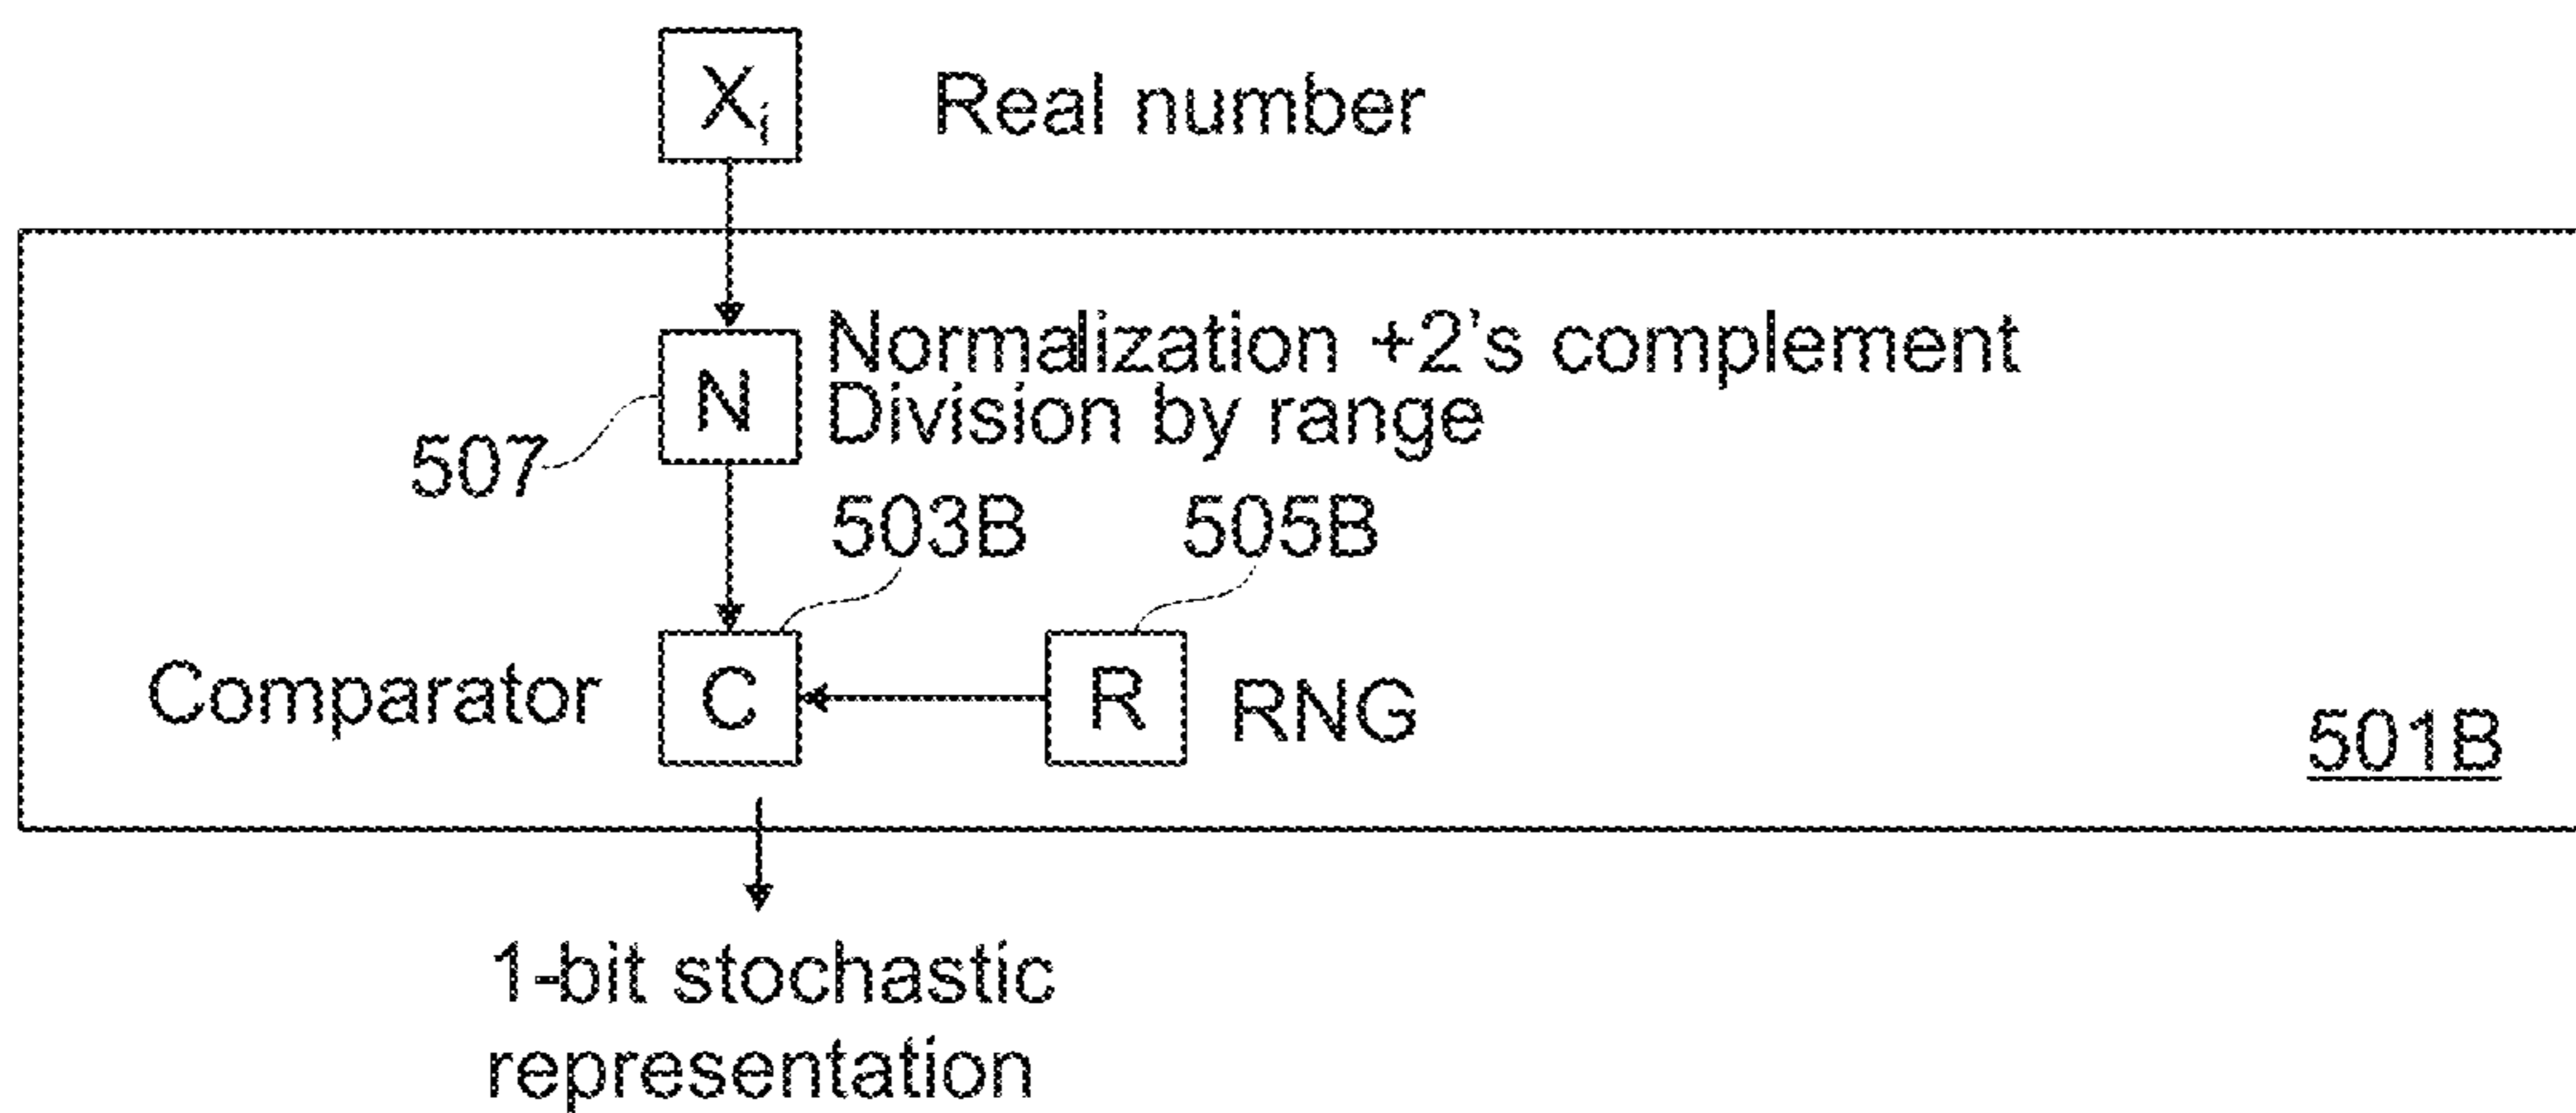 Xi Real number
Normalization +2's complement
N
Division by range
507
503B 505B
Comparator C R RNG
501B
1-bit stochastic
representation